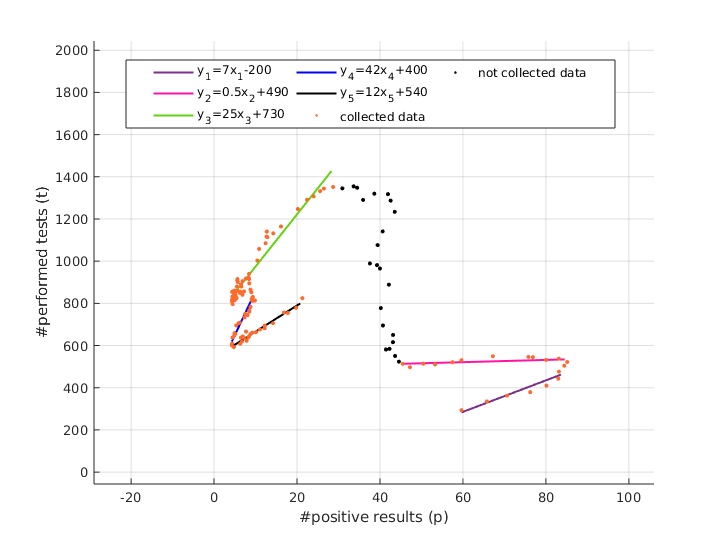 2000
1800
1600
1400
1200
1000
800
600
400
200
0
#performed tests (t)
y1=7x1-200
y2=0.5x2+490
y3=25x3+730
y4=42x4+400
y5=12x5+540
collected data
not collected data
-20 0 20 40 60 80 100
#positive results (p)